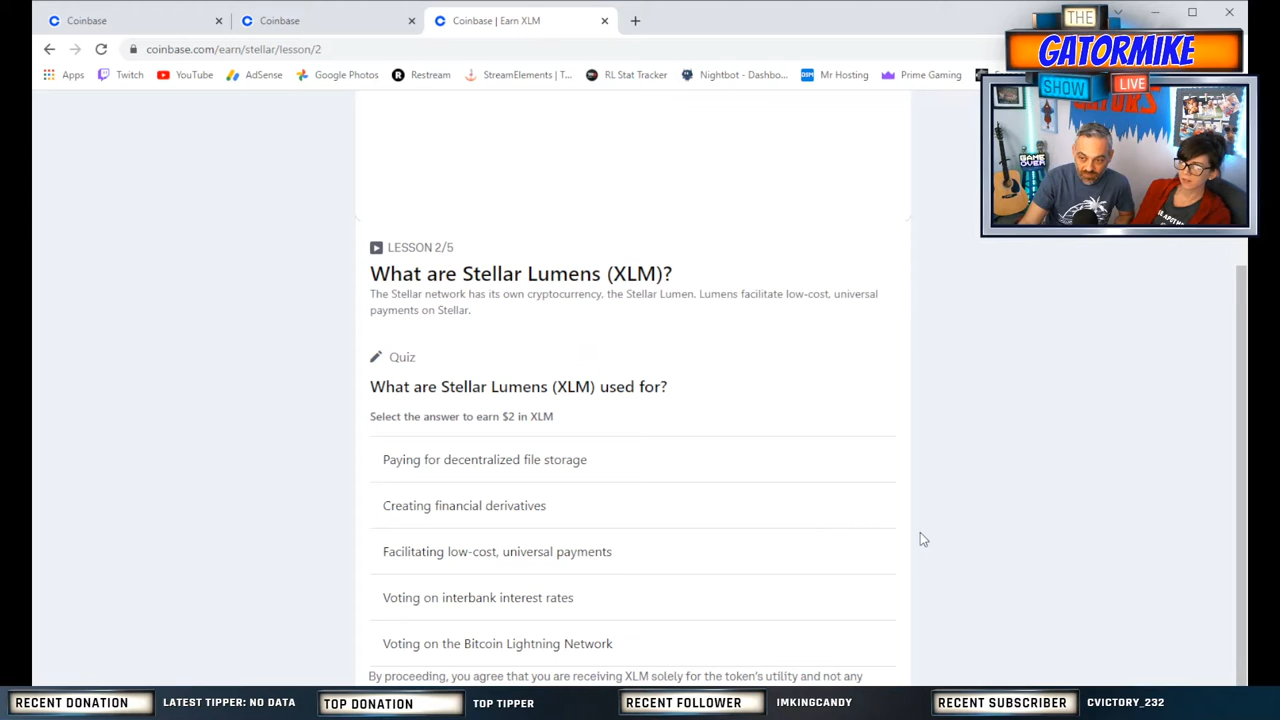 Coinbase
Coinbase
Coinbase | Earn XLM
coinbase.com/earn/stellar/lesson/2
Apps
Twitch
YouTube
AdSense
Google Photos
Restream
StreamElements | T...
RL Stat Tracker
Nightbot - Dashbo...
Mr Hosting
Prime Gaming
THE
GATORMIKE
SHOW
LIVE
GAME
OVER
LESSON 2/5
What are Stellar Lumens (XLM)?
The Stellar network has its own cryptocurrency, the Stellar Lumen. Lumens facilitate low-cost, universal
payments on Stellar.
Quiz
What are Stellar Lumens (XLM) used for?
Select the answer to earn $2 in XLM
Paying for decentralized file storage
Creating financial derivatives
Facilitating low-cost, universal payments
Voting on interbank interest rates
Voting on the Bitcoin Lightning Network
By proceeding, you agree that you are receiving XLM solely for the token's utility and not any
RECENT DONATION
LATEST TIPPER: NO DATA
TOP DONATION
TOP TIPPER
RECENT FOLLOWER
IMKINGCANDY
RECENT SUBSCRIBER
CVICTORY_232